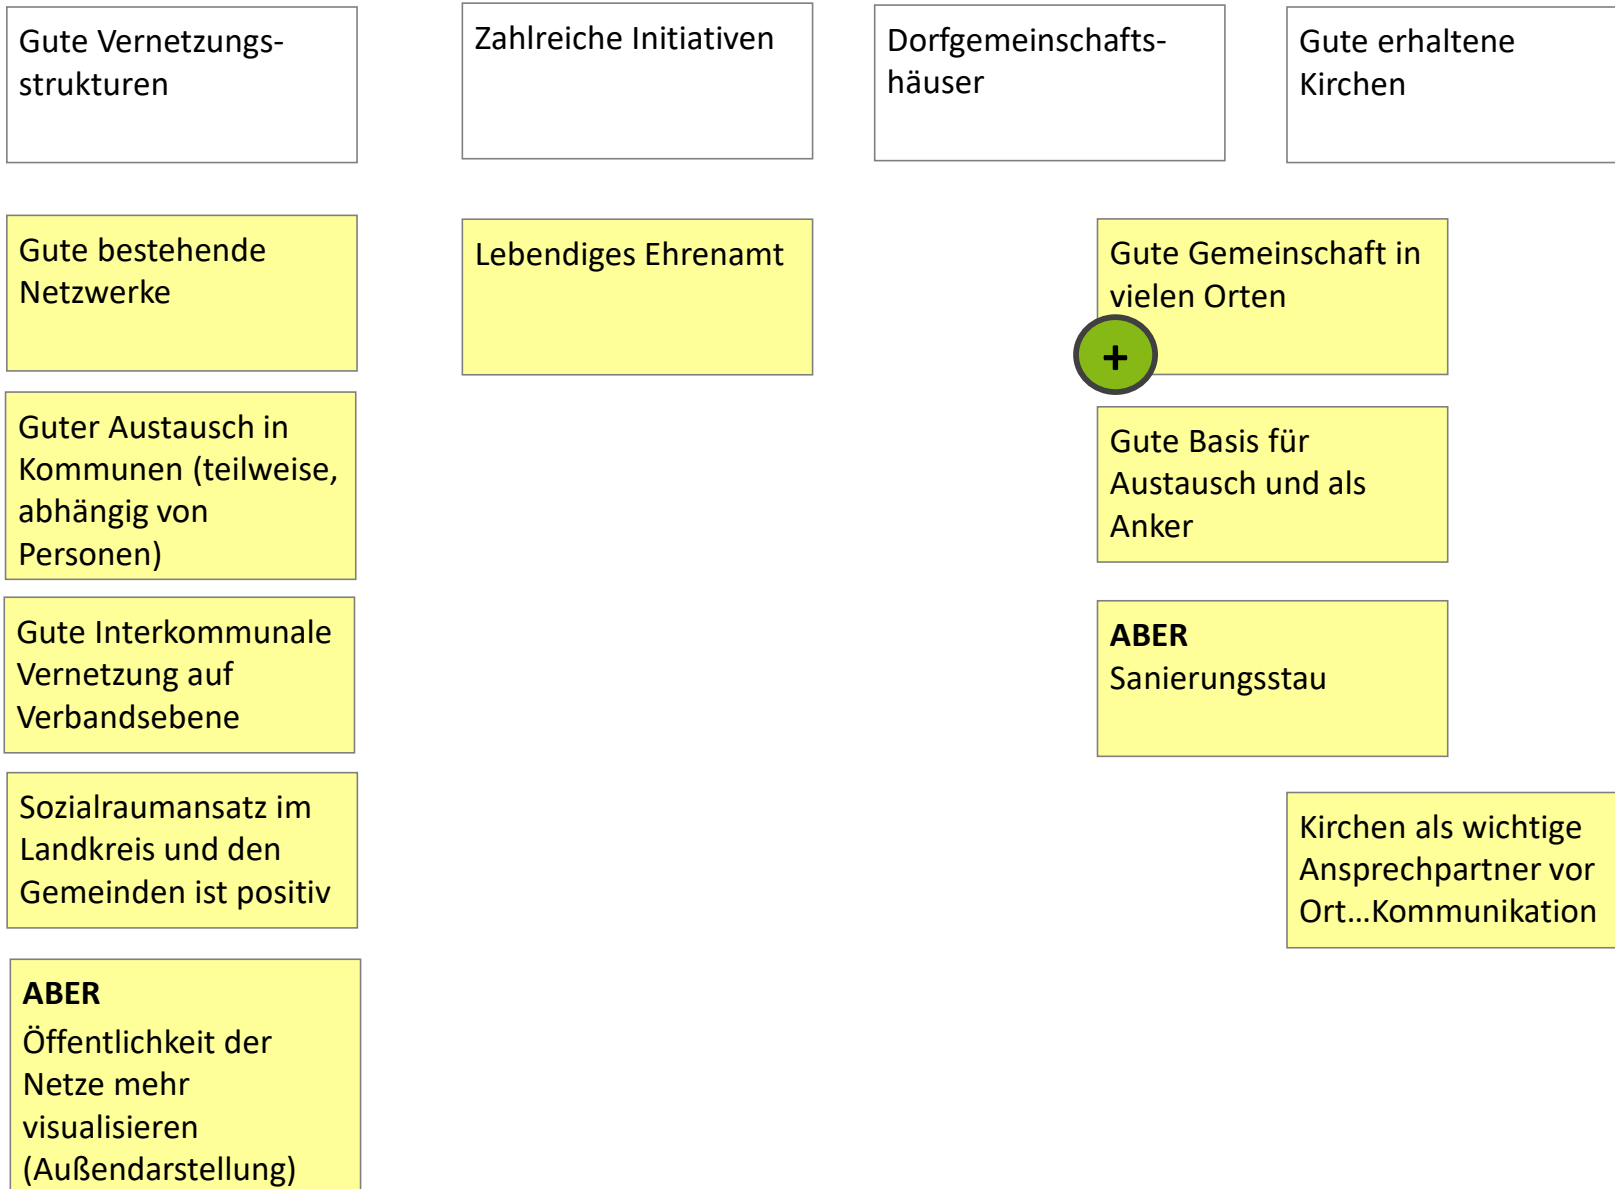 Gute Vernetzungs-
strukturen
Zahlreiche Initiativen
Dorfgemeinschafts-
häuser
Gute erhaltene
Kirchen
Gute bestehende
Netzwerke
Lebendiges Ehrenamt
Gute Gemeinschaft in
vielen Orten
+
Guter Austausch in
Kommunen (teilweise,
abhängig von
Personen)
Gute Basis für
Austausch und als
Anker
Gute Interkommunale
Vernetzung auf
Verbandsebene
ABER
Sanierungsstau
Sozialraumansatz im
Landkreis und den
Gemeinden ist positiv
Kirchen als wichtige
Ansprechpartner vor
Ort...Kommunikation
ABER
Öffentlichkeit der
Netze mehr
visualisieren
(Außendarstellung)